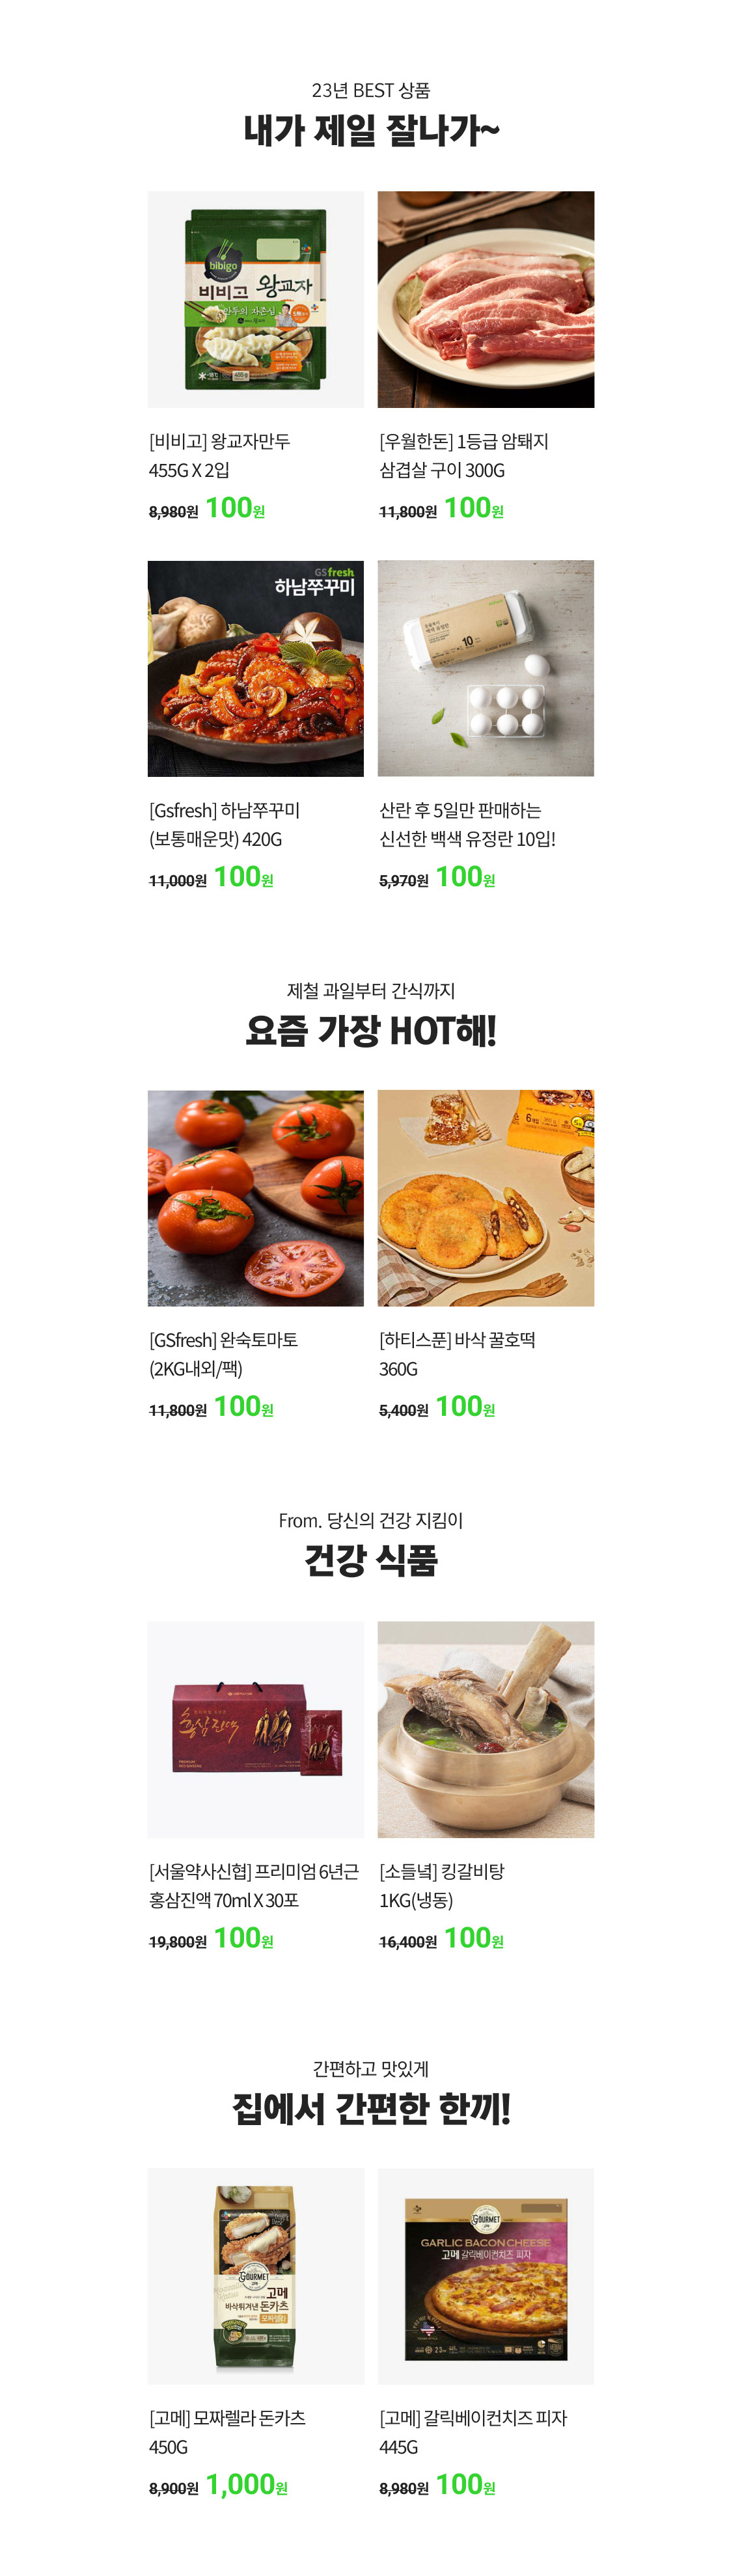 23년 BEST 상품
내가 제일 잘나가~
bibigo
비비고 왕교자
만두의 자존심
455g
[비비고] 왕교자만두
455G X 2입
8,980원 100원
[우월한돈] 1등급 암퇘지
삼겹살 구이 300G
11,800원 100원
GSfresh
하남쭈꾸미
10
[Gsfresh] 하남쭈꾸미
(보통매운맛) 420G
11,000원 100원
산란 후 5일만 판매하는
신선한 백색 유정란 10입!
5,970원 100원
제철 과일부터 간식까지
요즘 가장 HOT해!
[GSfresh] 완숙토마토
(2KG내외/팩)
11,800원 100원
[하티스푼] 바삭 꿀호떡
360G
5,400원 100원
From. 당신의 건강 지킴이
건강 식품
홍삼진액
[서울약사신협] 프리미엄 6년근
홍삼진액 70ml X 30포
19,800원 100원
[소들녘] 킹갈비탕
1KG(냉동)
16,400원 100원
간편하고 맛있게
집에서 간편한 한끼!
GOURMET
고메
바삭튀겨낸 돈카츠
모짜렐라
GOURMET
GARLIC BACON CHEESE
고메 갈릭베이컨치즈 피자
[고메] 모짜렐라 돈카츠
450G
8,900원 1,000원
[고메] 갈릭베이컨치즈 피자
445G
8,980원 100원